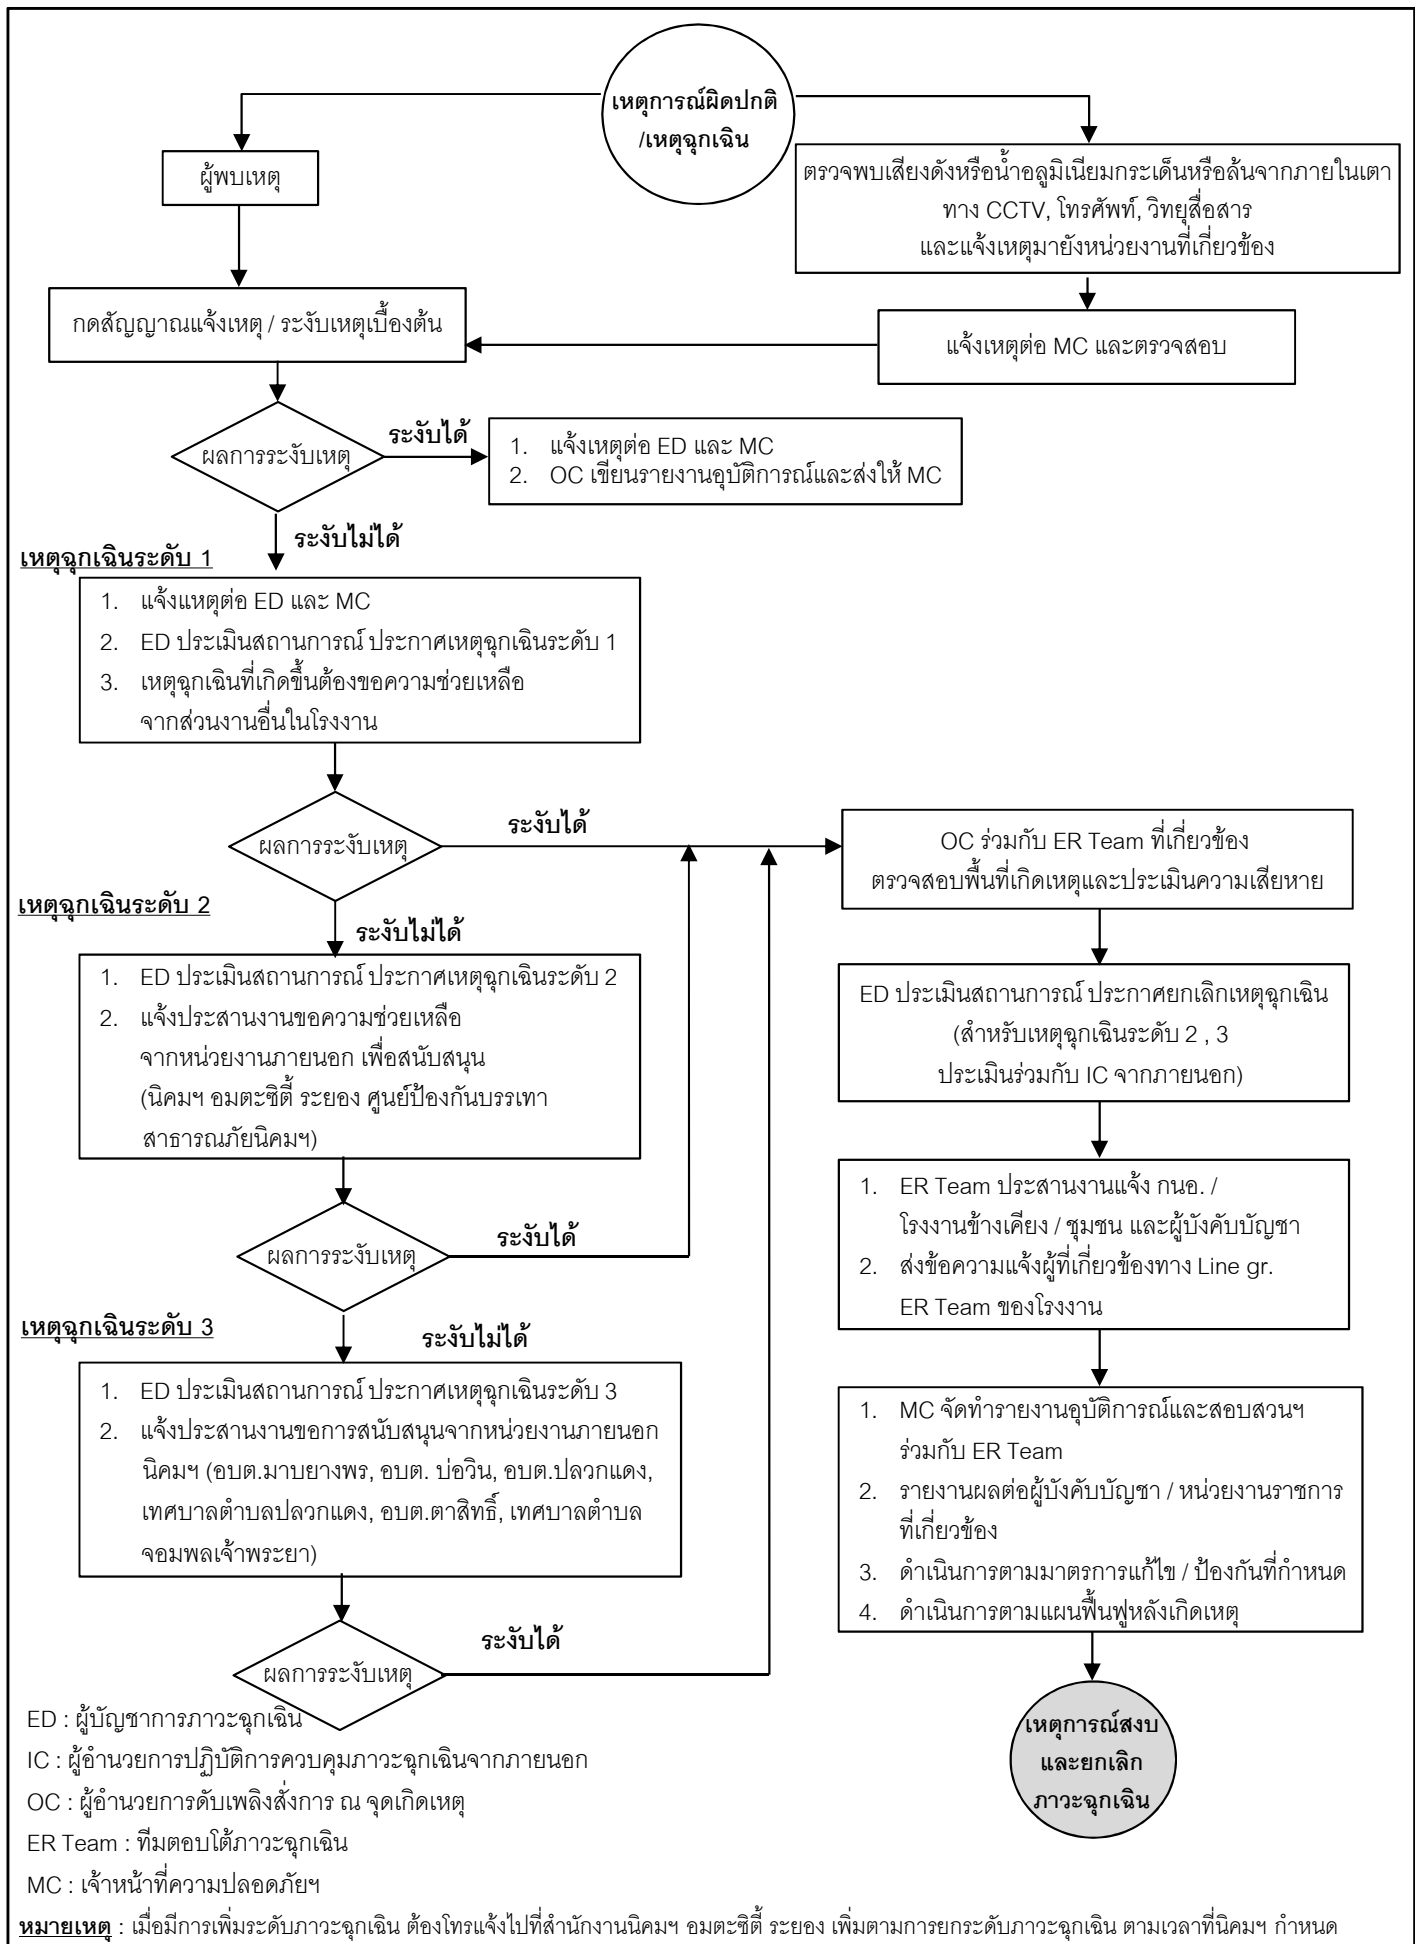 เหตุการณ์ผิดปกติ
/เหตุฉุกเฉิน
ผู้พบเหตุ
ตรวจพบเสียงดังหรือน้ำอลูมิเนียมกระเด็นหรือล้นจากภายในเตา
ทาง CCTV, โทรศัพท์, วิทยุสื่อสาร
และแจ้งเหตุมายังหน่วยงานที่เกี่ยวข้อง
กดสัญญาณแจ้งเหตุ / ระงับเหตุเบื้องต้น
แจ้งเหตุต่อ MC และตรวจสอบ
ผลการระงับเหตุ
ระงับได้
1. แจ้งเหตุต่อ ED และ MC
2. OC เขียนรายงานอุบัติการณ์และส่งให้ MC
ระงับไม่ได้
เหตุฉุกเฉินระดับ 1
1. แจ้งแหตุต่อ ED และ MC
2. ED ประเมินสถานการณ์ ประกาศเหตุฉุกเฉินระดับ 1
3. เหตุฉุกเฉินที่เกิดขึ้นต้องขอความช่วยเหลือ
จากส่วนงานอื่นในโรงงาน
ผลการระงับเหตุ
ระงับได้
OC ร่วมกับ ER Team ที่เกี่ยวข้อง
ตรวจสอบพื้นที่เกิดเหตุและประเมินความเสียหาย
เหตุฉุกเฉินระดับ 2
ระงับไม่ได้
1. ED ประเมินสถานการณ์ ประกาศเหตุฉุกเฉินระดับ 2
2. แจ้งประสานงานขอความช่วยเหลือ
จากหน่วยงานภายนอก เพื่อสนับสนุน
(นิคมฯ อมตะซิตี้ ระยอง ศูนย์ป้องกันบรรเทา
สาธารณภัยนิคมฯ)
ED ประเมินสถานการณ์ ประกาศยกเลิกเหตุฉุกเฉิน
(สำหรับเหตุฉุกเฉินระดับ 2 , 3
ประเมินร่วมกับ IC จากภายนอก)
ผลการระงับเหตุ
ระงับได้
1. ER Team ประสานงานแจ้ง กนอ. /
โรงงานข้างเคียง / ชุมชน และผู้บังคับบัญชา
2. ส่งข้อความแจ้งผู้ที่เกี่ยวข้องทาง Line gr.
ER Team ของโรงงาน
เหตุฉุกเฉินระดับ 3
ระงับไม่ได้
1. ED ประเมินสถานการณ์ ประกาศเหตุฉุกเฉินระดับ 3
2. แจ้งประสานงานขอการสนับสนุนจากหน่วยงานภายนอก
นิคมฯ (อบต.มาบยางพร, อบต. บ่อวิน, อบต.ปลวกแดง,
เทศบาลตำบลปลวกแดง, อบต.ตาสิทธิ์, เทศบาลตำบล
จอมพลเจ้าพระยา)
1. MC จัดทำรายงานอุบัติการณ์และสอบสวนฯ
ร่วมกับ ER Team
2. รายงานผลต่อผู้บังคับบัญชา / หน่วยงานราชการ
ที่เกี่ยวข้อง
3. ดำเนินการตามมาตรการแก้ไข / ป้องกันที่กำหนด
4. ดำเนินการตามแผนฟื้นฟูหลังเกิดเหตุ
ผลการระงับเหตุ
ระงับได้
เหตุการณ์สงบ
และยกเลิก
ภาวะฉุกเฉิน
ED : ผู้บัญชาการภาวะฉุกเฉิน
IC : ผู้อำนวยการปฏิบัติการควบคุมภาวะฉุกเฉินจากภายนอก
OC : ผู้อำนวยการดับเพลิงสั่งการ ณ จุดเกิดเหตุ
ER Team : ทีมตอบโต้ภาวะฉุกเฉิน
MC : เจ้าหน้าที่ความปลอดภัยฯ
หมายเหตุ : เมื่อมีการเพิ่มระดับภาวะฉุกเฉิน ต้องโทรแจ้งไปที่สำนักงานนิคมฯ อมตะซิตี้ ระยอง เพิ่มตามการยกระดับภาวะฉุกเฉิน ตามเวลาที่นิคมฯ กำหนด